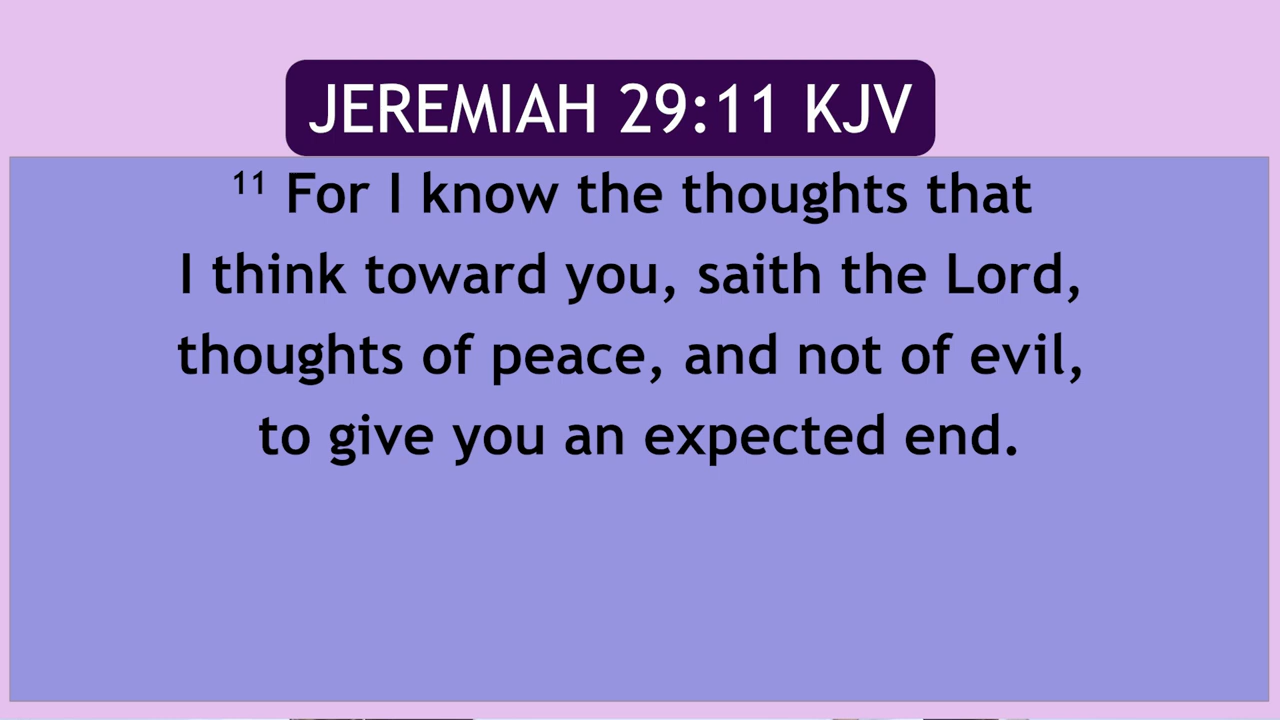 JEREMIAH 29:11 KJV
11 For I know the thoughts that
I think toward you, saith the Lord,
thoughts of peace, and not of evil,
to give you an expected end.